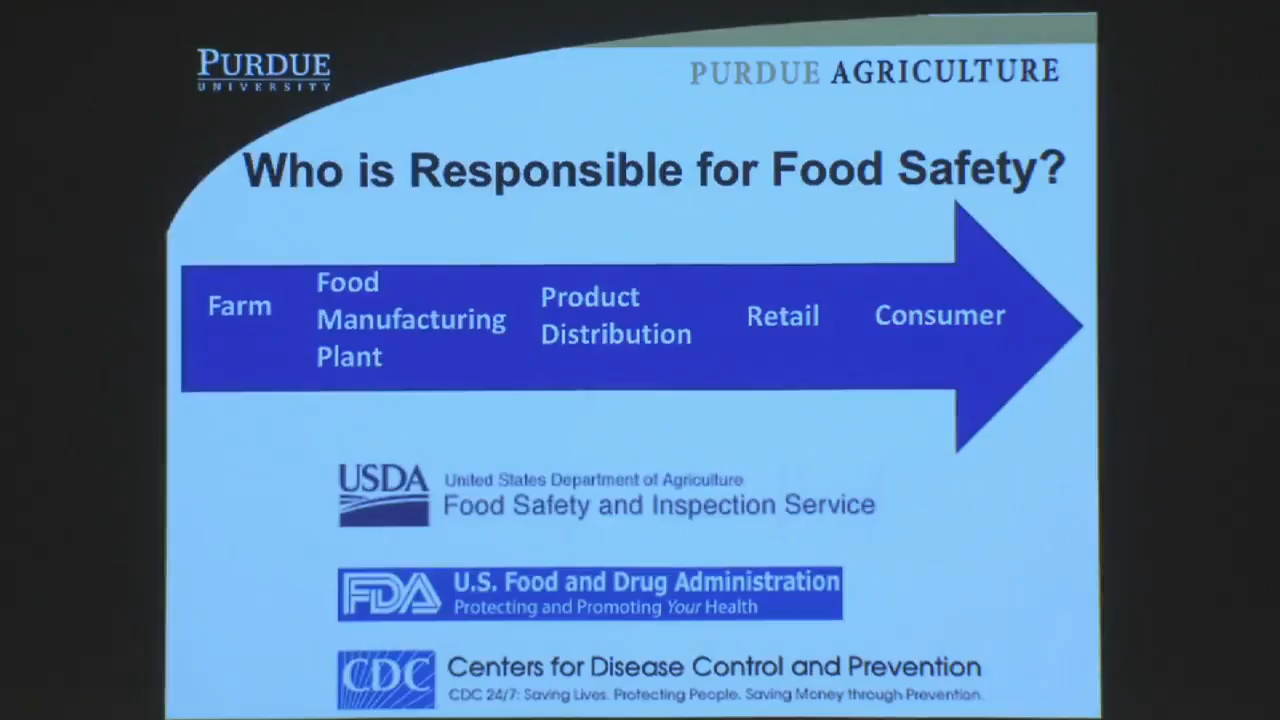 PURDUE
UNIVERSITY
PURDUE AGRICULTURE
Who is Responsible for Food Safety?
Farm
Food
Manufacturing
Plant
Product
Distribution
Retail
Consumer
USDA
United States Department of Agriculture
Food Safety and Inspection Service
FDA
U.S. Food and Drug Administration
Protecting and Promoting Your Health
CDC
Centers for Disease Control and Prevention
CDC 24/7: Saving Lives. Protecting People. Saving Money through Prevention.